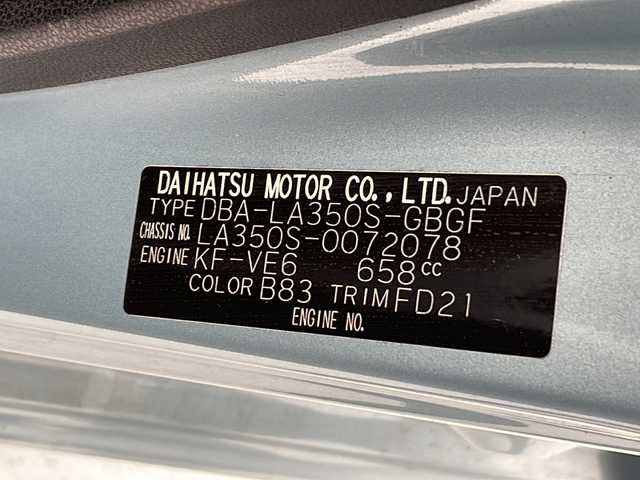 DAIHATSU MOTOR CO., LTD. JAPAN
TYPE DBA-LA350S-GBGF
CHASSIS NO. LA350S-0072078
ENGINE KF-VE6 658cc
COLOR B83 TRIM FD21
ENGINE NO.